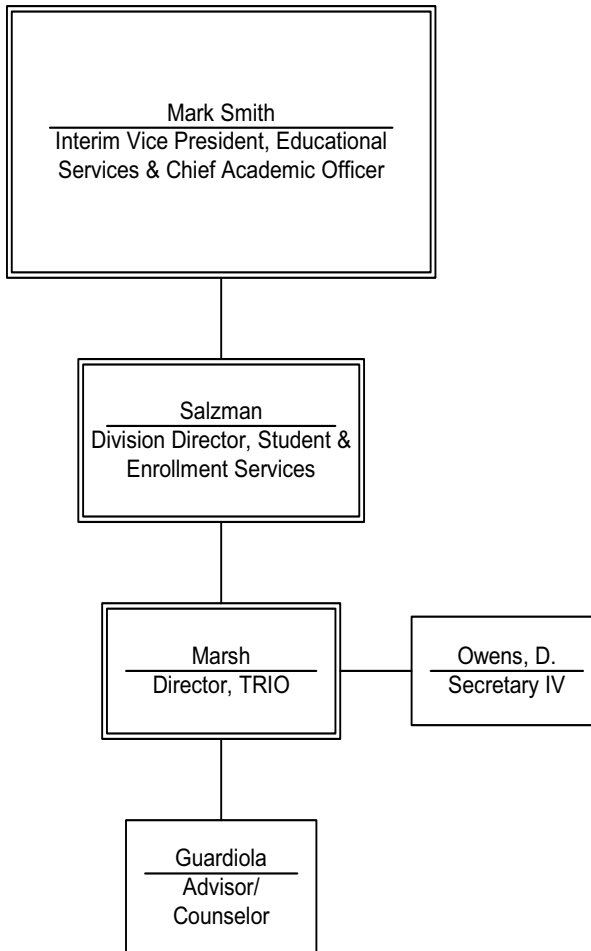 Mark Smith
Interim Vice President, Educational
Services & Chief Academic Officer
Salzman
Division Director, Student &
Enrollment Services
Marsh
Director, TRIO
Owens, D.
Secretary IV
Guardiola
Advisor/
Counselor